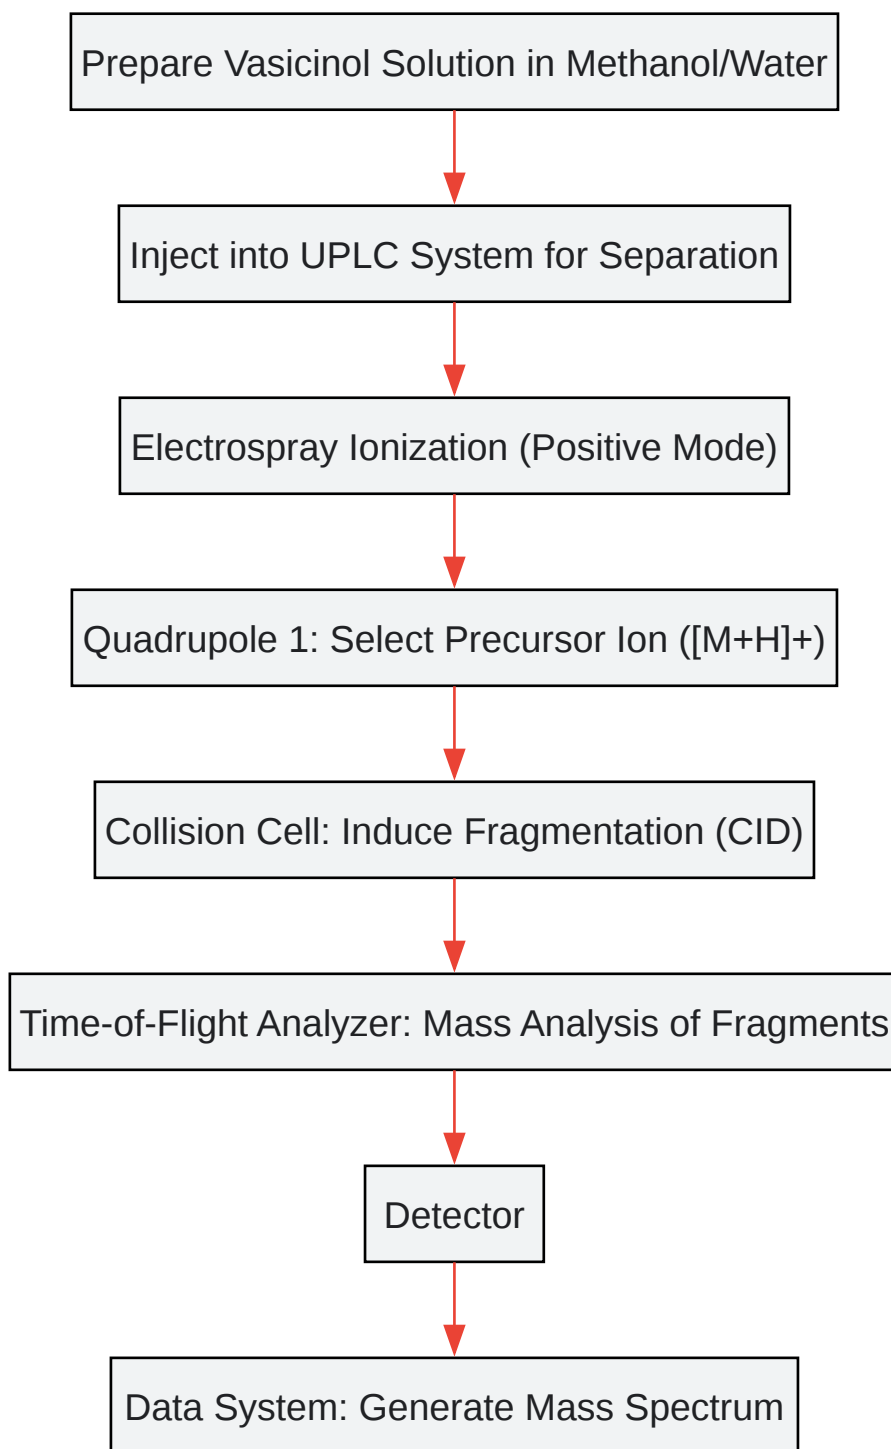 Prepare Vasicinol Solution in Methanol/Water
Inject into UPLC System for Separation
Electrospray Ionization (Positive Mode)
Quadrupole 1: Select Precursor Ion ([M+H]+)
Collision Cell: Induce Fragmentation (CID)
Time-of-Flight Analyzer: Mass Analysis of Fragments
Detector
Data System: Generate Mass Spectrum